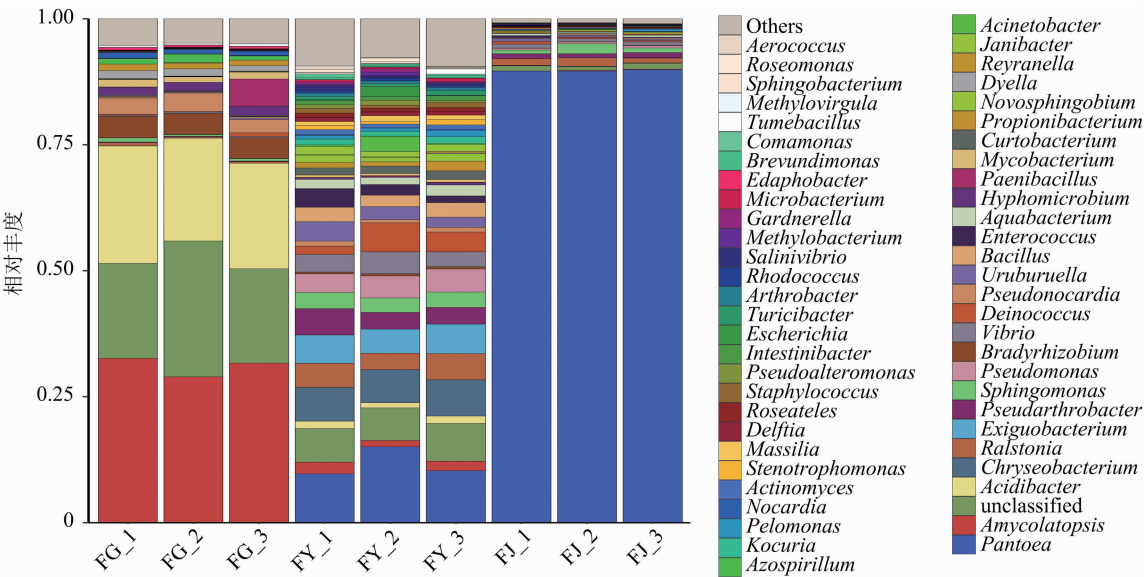 相对丰度
1.00
0.75
0.50
0.25
0
FG_1
FG_2
FG_3
FY_1
FY_2
FY_3
FJ_1
FJ_2
FJ_3
Others
Aerococcus
Roseomonas
Sphingobacterium
Methylovirgula
Tumebacillus
Comamonas
Brevundimonas
Edaphobacter
Microbacterium
Gardnerella
Methylobacterium
Salinivibrio
Rhodococcus
Arthrobacter
Turicibacter
Escherichia
Intestinibacter
Pseudoalteromonas
Staphylococcus
Roseateles
Delftia
Massilia
Stenotrophomonas
Actinomyces
Nocardia
Pelomonas
Kocuria
Azospirillum
Acinetobacter
Janibacter
Reyranella
Dyella
Novosphingobium
Propionibacterium
Curtobacterium
Mycobacterium
Paenibacillus
Hyphomicrobium
Aquabacterium
Enterococcus
Bacillus
Uruburuella
Pseudonocardia
Deinococcus
Vibrio
Bradyrhizobium
Pseudomonas
Sphingomonas
Pseudarthrobacter
Exiguobacterium
Ralstonia
Chryseobacterium
Acidibacter
unclassified
Amycolatopsis
Pantoea